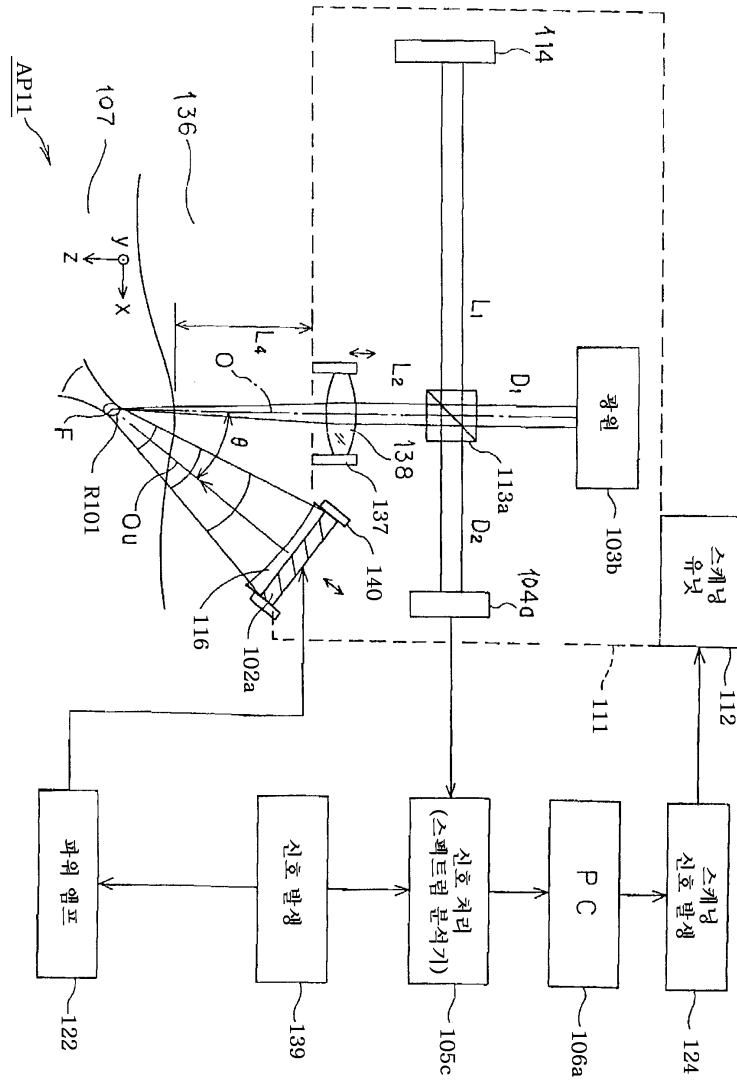 스캐닝
신호 발생
124
PC
106a
신호 처리
(스펙트럼 분석기)
105c
신호 발생
139
파워 앰프
122
스캐닝
유닛
112
111
광원
103b
D₁
D₂
104a
113a
L₁
114
L₂
138
137
140
102a
116
L₄
O
θ
Ou
R101
F
136
107
x
y
z
AP11